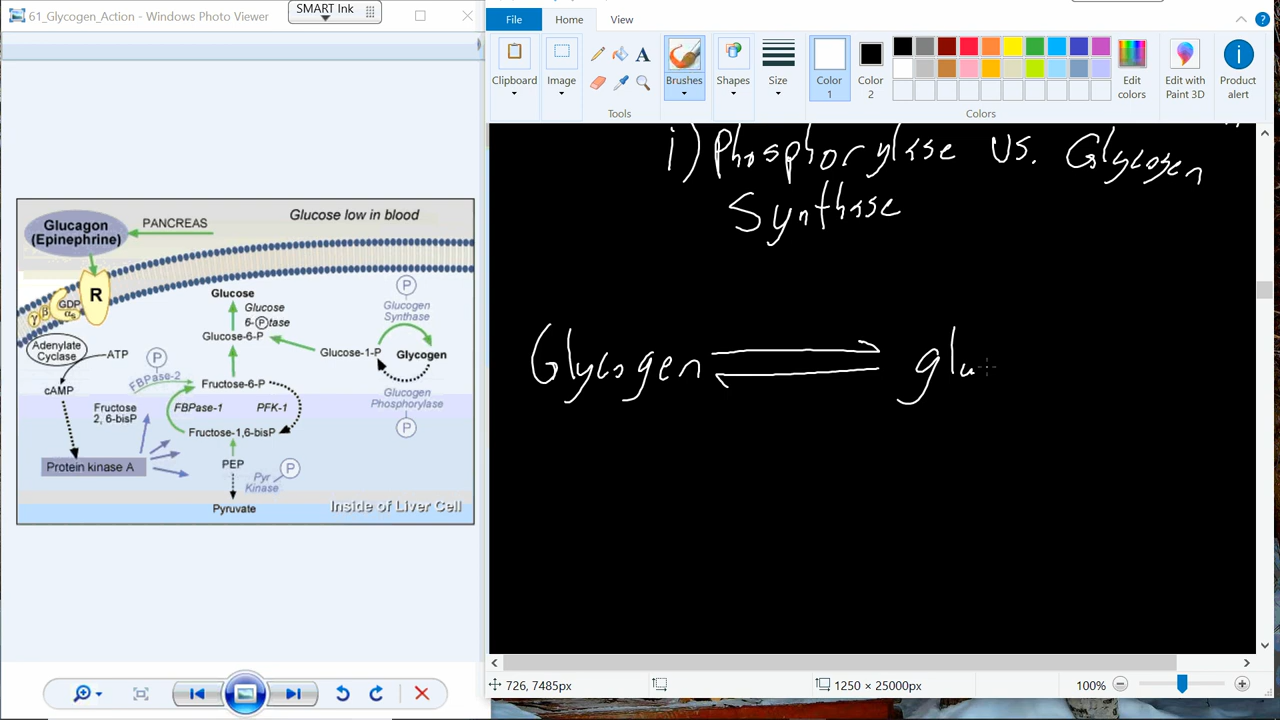 61_Glycogen_Action - Windows Photo Viewer
SMART Ink
Glucagon
(Epinephrine)
PANCREAS
Glucose low in blood
R
GDP
γ β αs
Adenylate
Cyclase
ATP
cAMP
Protein kinase A
P
FBPase-2
Fructose
2, 6-bisP
Glucose
Glucose
6-Ptase
Glucose-6-P
Fructose-6-P
FBPase-1
PFK-1
Fructose-1,6-bisP
PEP
Pyr
Kinase
P
Pyruvate
P
Glucogen
Synthase
Glucose-1-P
Glycogen
Glucogen
Phosphorylase
P
Inside of Liver Cell
File Home View
Clipboard
Image
Tools
Brushes
Shapes
Size
Color
1
Color
2
Edit
colors
Colors
Edit with
Paint 3D
Product
alert
i) Phosphorylase vs. Glycogen
Synthase
Glycogen glu
726, 7485px
1250 × 25000px
100%